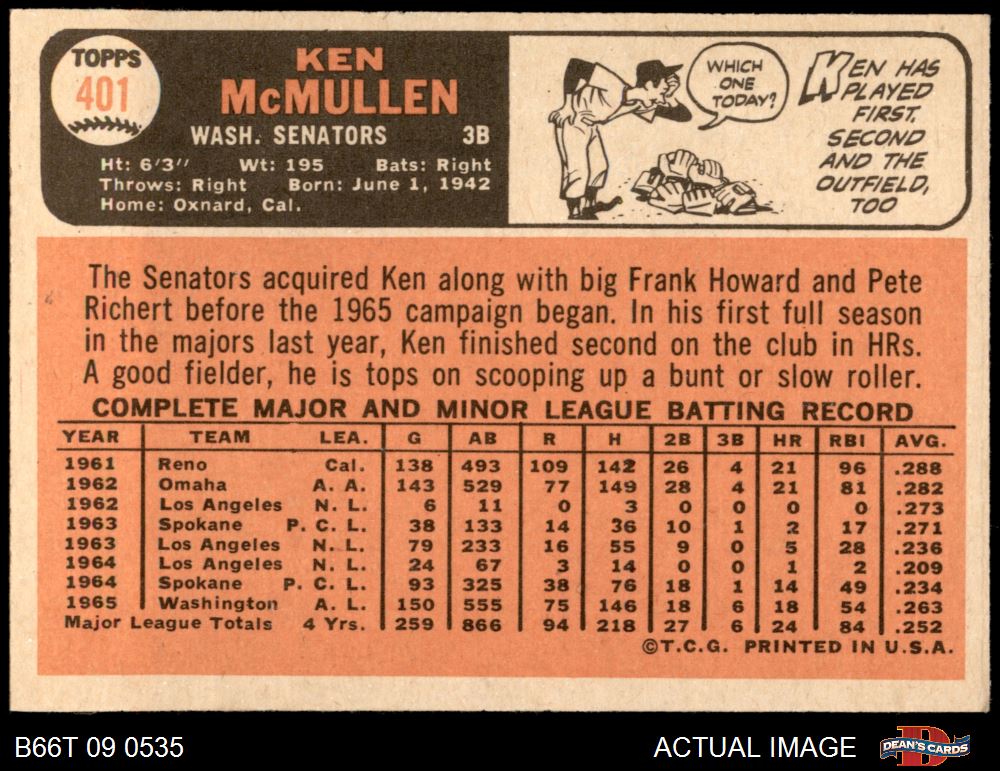 TOPPS
401
KEN
McMULLEN
WASH. SENATORS 3B
Ht: 6'3" Wt: 195 Bats: Right
Throws: Right Born: June 1, 1942
Home: Oxnard, Cal.
WHICH
ONE
TODAY?
KEN HAS
PLAYED
FIRST,
SECOND
AND THE
OUTFIELD,
TOO
The Senators acquired Ken along with big Frank Howard and Pete
Richert before the 1965 campaign began. In his first full season
in the majors last year, Ken finished second on the club in HRs.
A good fielder, he is tops on scooping up a bunt or slow roller.
COMPLETE MAJOR AND MINOR LEAGUE BATTING RECORD
YEAR TEAM LEA. G AB R H 2B 3B HR RBI AVG.
1961 Reno Cal. 138 493 109 142 26 4 21 96 .288
1962 Omaha A. A. 143 529 77 149 28 4 21 81 .282
1962 Los Angeles N. L. 6 11 0 3 0 0 0 0 .273
1963 Spokane P. C. L. 38 133 14 36 10 1 2 17 .271
1963 Los Angeles N. L. 79 233 16 55 9 0 5 28 .236
1964 Los Angeles N. L. 24 67 3 14 0 0 1 2 .209
1964 Spokane P. C. L. 93 325 38 76 18 1 14 49 .234
1965 Washington A. L. 150 555 75 146 18 6 18 54 .263
Major League Totals 4 Yrs. 259 866 94 218 27 6 24 84 .252
©T.C.G. PRINTED IN U.S.A.
B66T 09 0535 ACTUAL IMAGE
D
DEAN'S CARDS